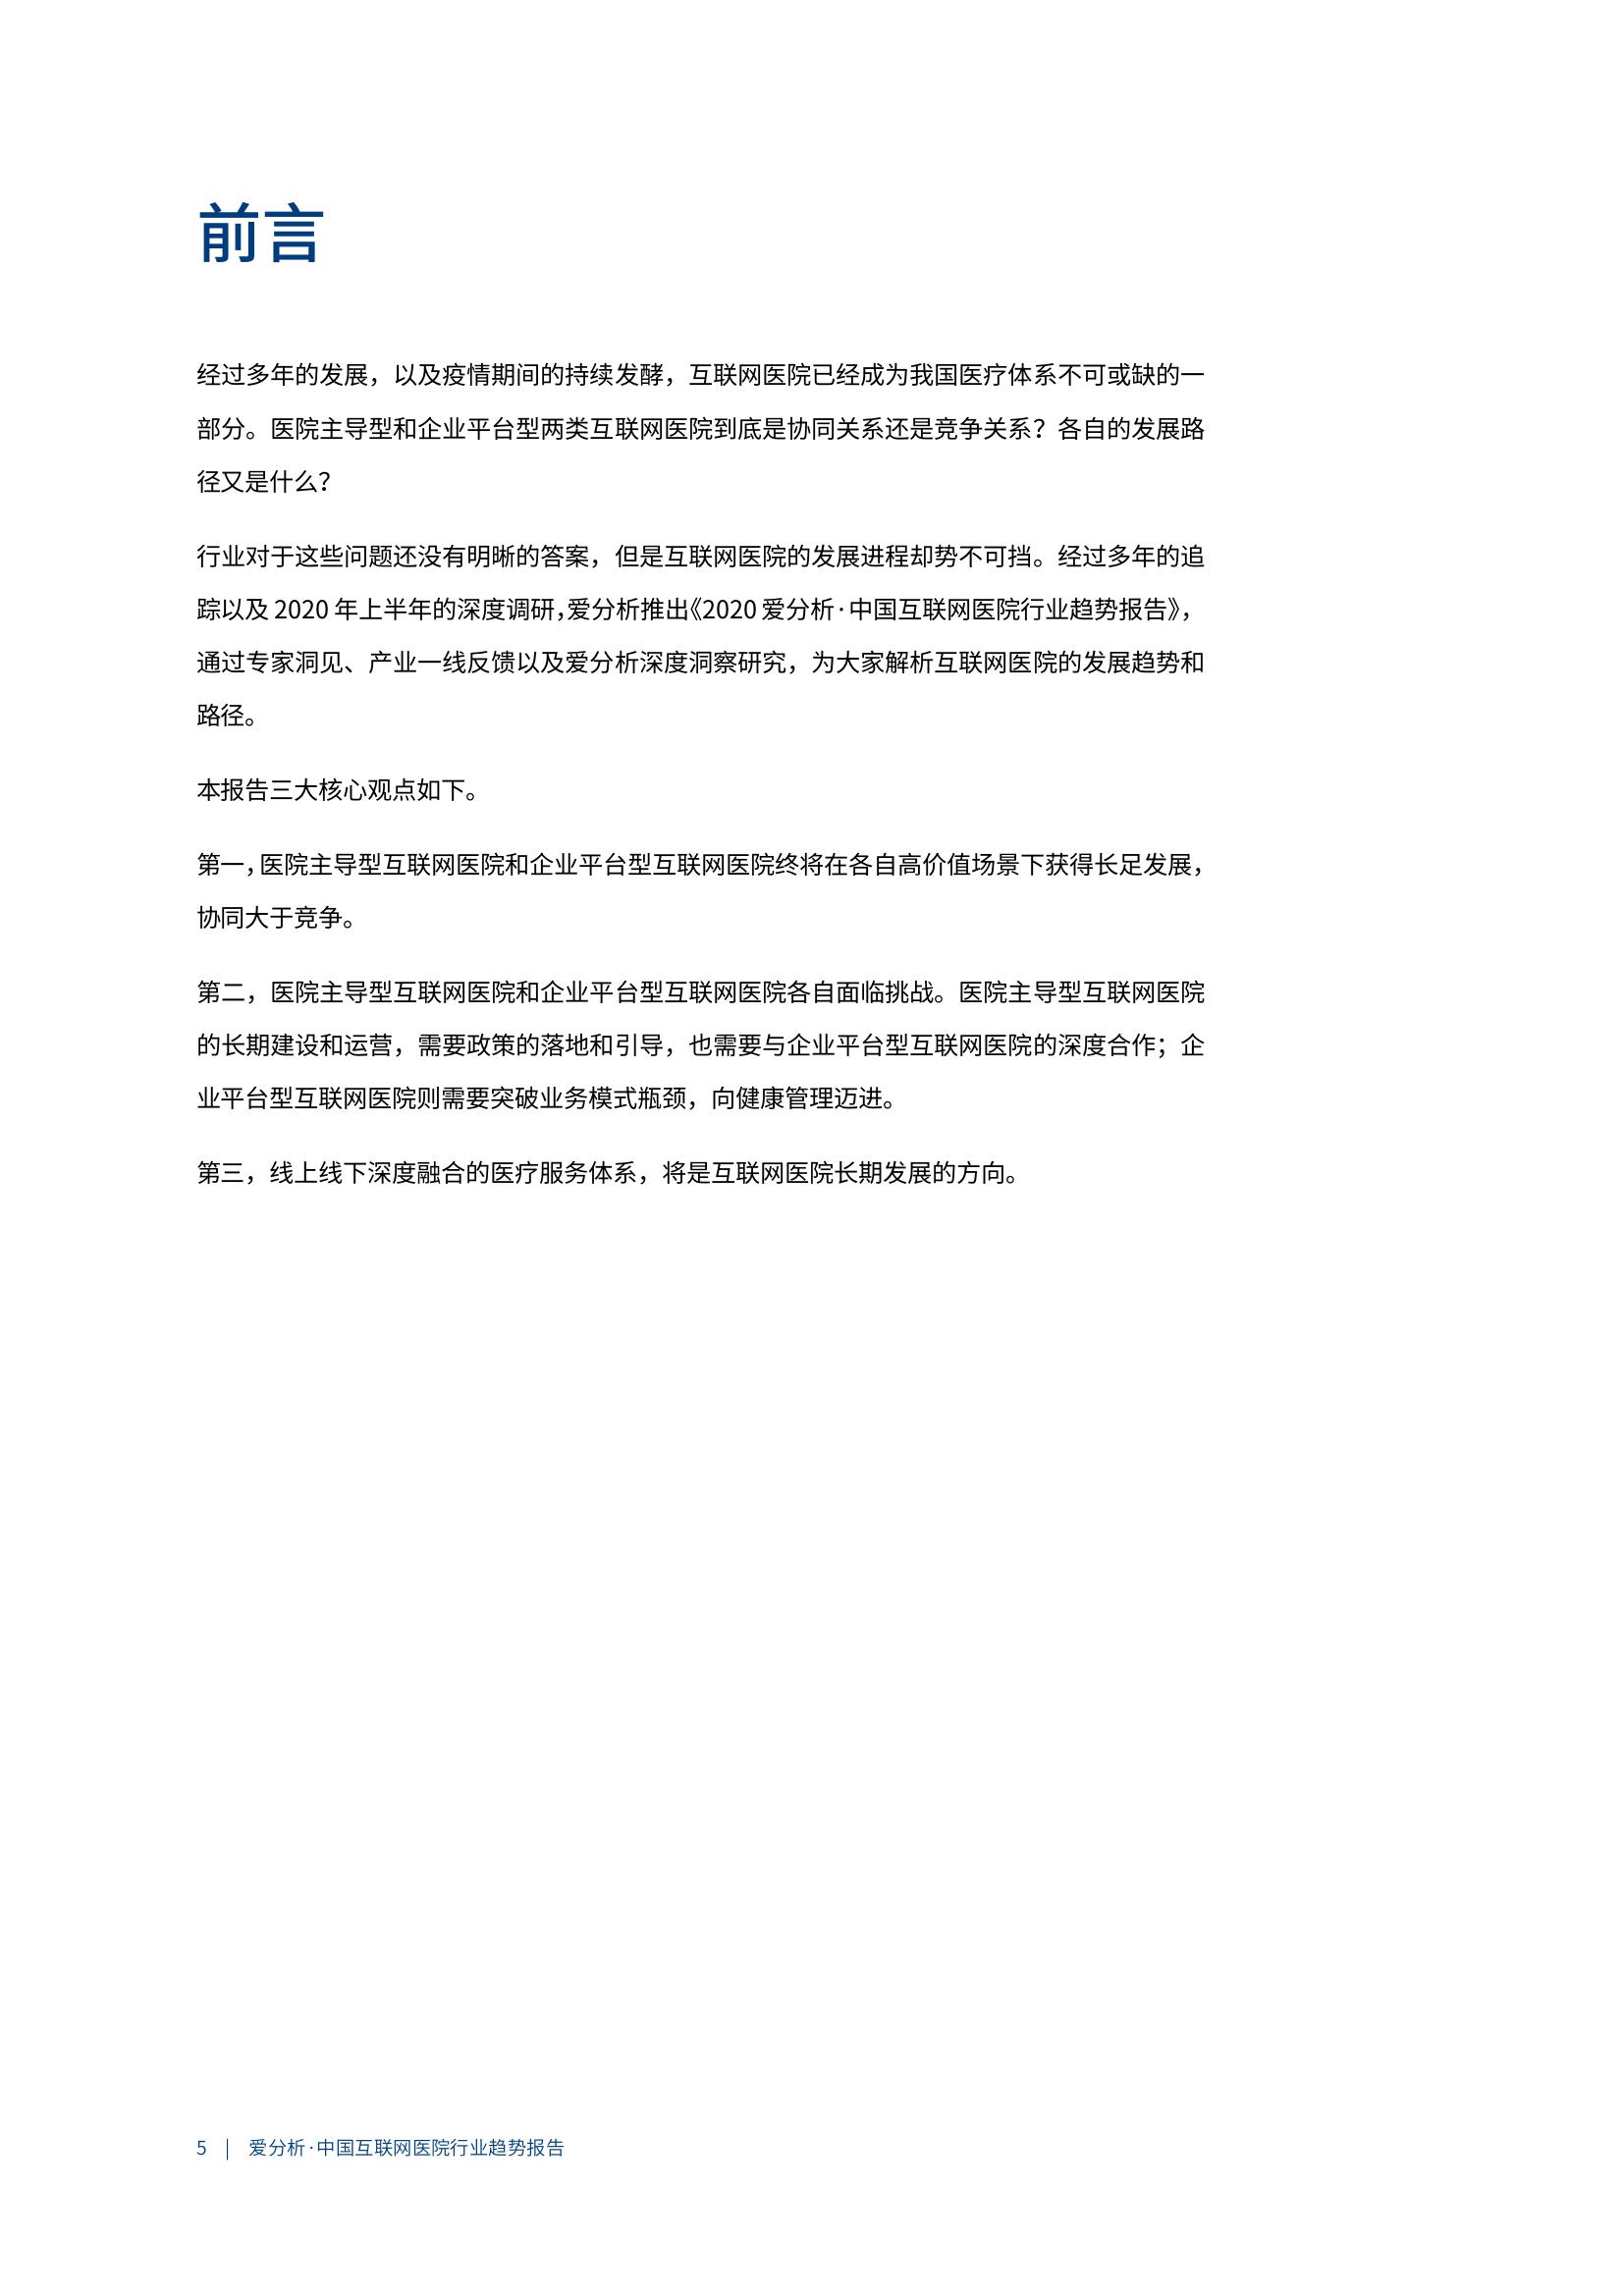 前言
经过多年的发展，以及疫情期间的持续发酵，互联网医院已经成为我国医疗体系不可或缺的一
部分。医院主导型和企业平台型两类互联网医院到底是协同关系还是竞争关系？各自的发展路
径又是什么？
行业对于这些问题还没有明晰的答案，但是互联网医院的发展进程却势不可挡。经过多年的追
踪以及 2020 年上半年的深度调研，爱分析推出《2020 爱分析·中国互联网医院行业趋势报告》，
通过专家洞见、产业一线反馈以及爱分析深度洞察研究，为大家解析互联网医院的发展趋势和
路径。
本报告三大核心观点如下。
第一，医院主导型互联网医院和企业平台型互联网医院终将在各自高价值场景下获得长足发展，
协同大于竞争。
第二，医院主导型互联网医院和企业平台型互联网医院各自面临挑战。医院主导型互联网医院
的长期建设和运营，需要政策的落地和引导，也需要与企业平台型互联网医院的深度合作；企
业平台型互联网医院则需要突破业务模式瓶颈，向健康管理迈进。
第三，线上线下深度融合的医疗服务体系，将是互联网医院长期发展的方向。
5 | 爱分析·中国互联网医院行业趋势报告